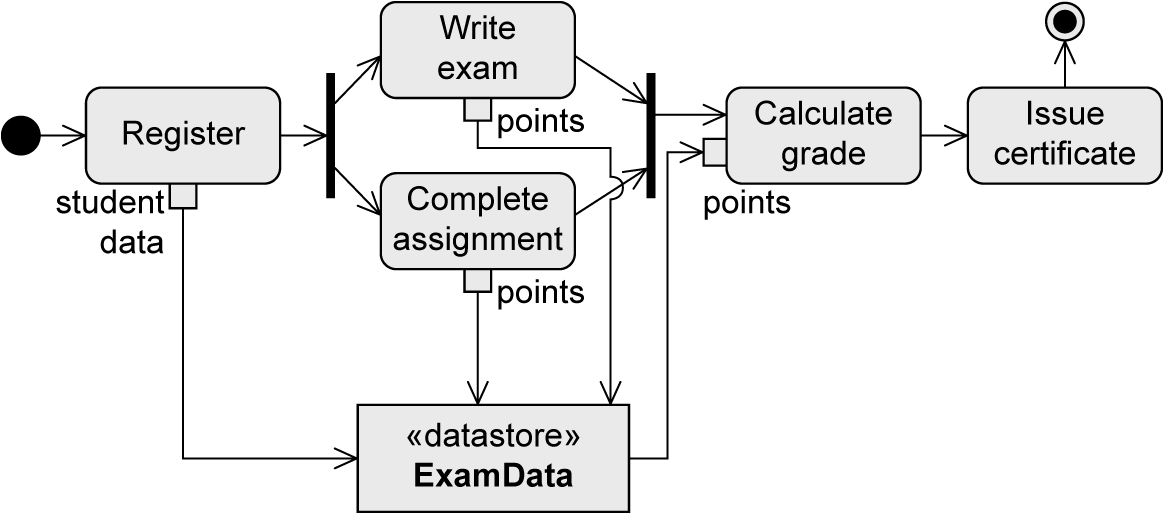 Write
exam
points
Register
Calculate
grade
Issue
certificate
student
data
Complete
assignment
points
points
«datastore»
ExamData